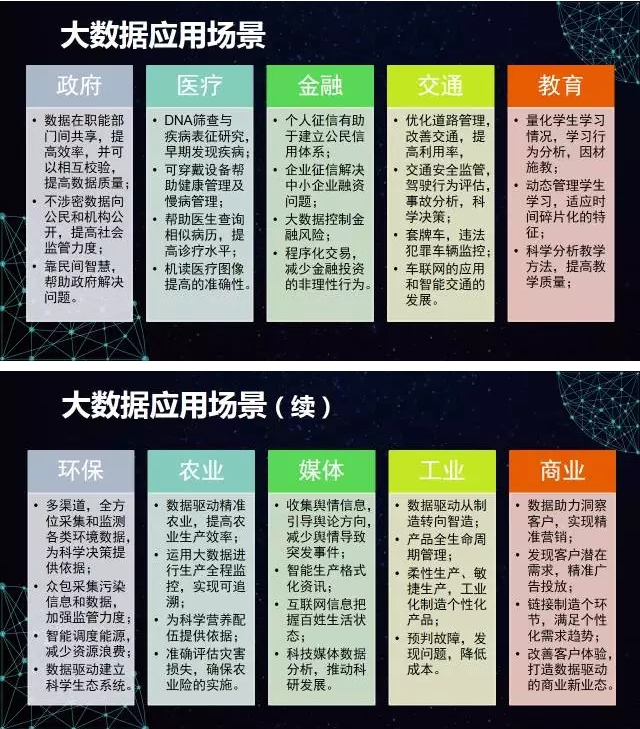 大数据应用场景
政府
• 数据在职能部
门间共享，提
高效率，并可
以相互校验，
提高数据质量；
• 不涉密数据向
公民和机构公
开，提高社会
监管力度；
• 靠民间智慧，
帮助政府解决
问题。
医疗
• DNA筛查与
疾病表征研究，
早期发现疾病；
• 可穿戴设备帮
助健康管理及
慢病管理；
• 帮助医生查询
相似病历，提
高诊疗水平；
• 机读医疗图像
提高的准确性。
金融
• 个人征信有助
于建立公民信
用体系；
• 企业征信解决
中小企业融资
问题；
• 大数据控制金
融风险；
• 程序化交易，
减少金融投资
的非理性行为。
交通
• 优化道路管理，
改善交通，提
高利用率，
• 交通安全监管，
驾驶行为评估，
事故分析，科
学决策；
• 套牌车，违法
犯罪车辆监控；
• 车联网的应用
和智能交通的
发展。
教育
• 量化学生学习
情况，学习行
为分析，因材
施教；
• 动态管理学生
学习，适应时
间碎片化的特
征；
• 科学分析教学
方法，提高教
学质量；
大数据应用场景（续）
环保
• 多渠道，全方
位采集和监测
各类环境数据，
为科学决策提
供依据；
• 众包采集污染
信息和数据，
加强监管力度；
• 智能调度能源，
减少资源浪费；
• 数据驱动建立
科学生态系统。
农业
• 数据驱动精准
农业，提高农
业生产效率；
• 运用大数据进
行生产全程监
控，实现可追
溯；
• 为科学营养配
伍提供依据；
• 准确评估灾害
损失，确保农
业险的实施。
媒体
• 收集舆情信息，
引导舆论方向，
减少舆情导致
突发事件；
• 智能生产格式
化资讯；
• 互联网信息把
握百姓生活状
态；
• 科技媒体数据
分析，推动科
研发展。
工业
• 数据驱动从制
造转向智造；
• 产品全生命周
期管理；
• 柔性生产、敏
捷生产，工业
化制造个性化
产品；
• 预判故障，发
现问题，降低
成本。
商业
• 数据助力洞察
客户，实现精
准营销；
• 发现客户潜在
需求，精准广
告投放；
• 链接制造个环
节，满足个性
化需求趋势；
• 改善客户体验，
打造数据驱动
的商业新业态。